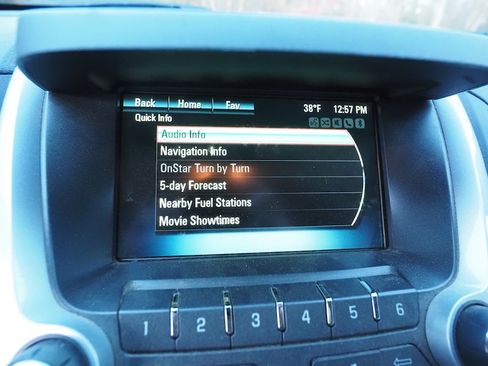 Back Home Fav 38°F 12:57 PM
Quick Info
Audio Info
Navigation Info
OnStar Turn by Turn
5-day Forecast
Nearby Fuel Stations
Movie Showtimes
1 2 3 4 5 6